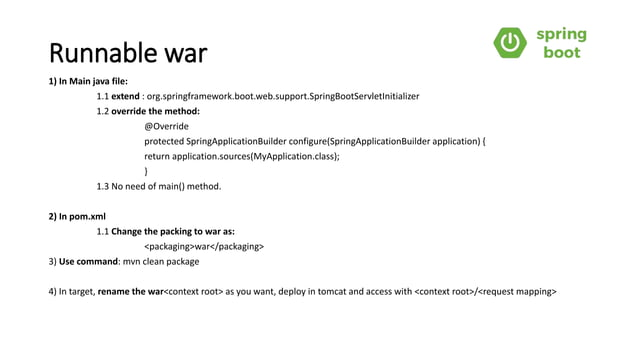 Runnable war
spring
boot
1) In Main java file:
1.1 extend : org.springframework.boot.web.support.SpringBootServletInitializer
1.2 override the method:
@Override
protected SpringApplicationBuilder configure(SpringApplicationBuilder application) {
return application.sources(MyApplication.class);
}
1.3 No need of main() method.
2) In pom.xml
1.1 Change the packing to war as:
<packaging>war</packaging>
3) Use command: mvn clean package
4) In target, rename the war<context root> as you want, deploy in tomcat and access with <context root>/<request mapping>